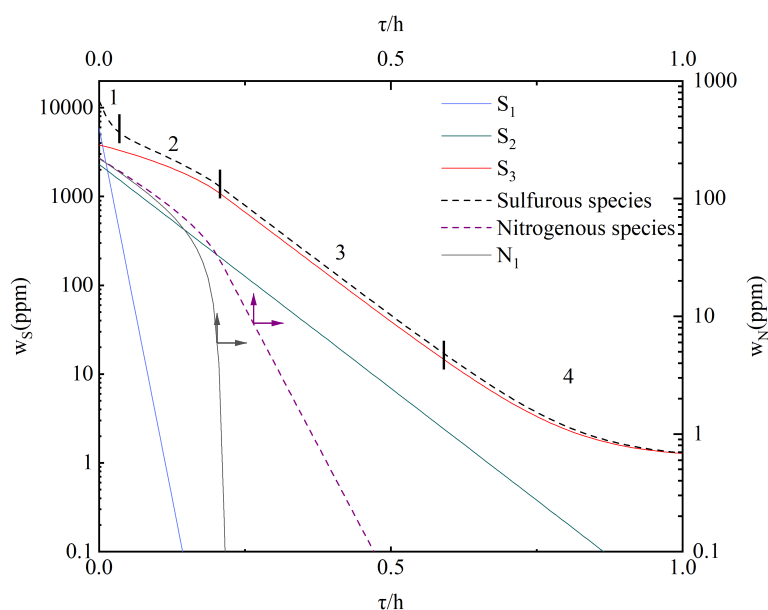 τ/h
0.0 0.5 1.0
10000 1000
1
S₁
2
S₂
S₃
1000 100
Sulfurous species
Nitrogenous species
3
N₁
100
w_S(ppm) w_N(ppm)
10
10
4
1
1
0.1 0.1
0.0 0.5 1.0
τ/h